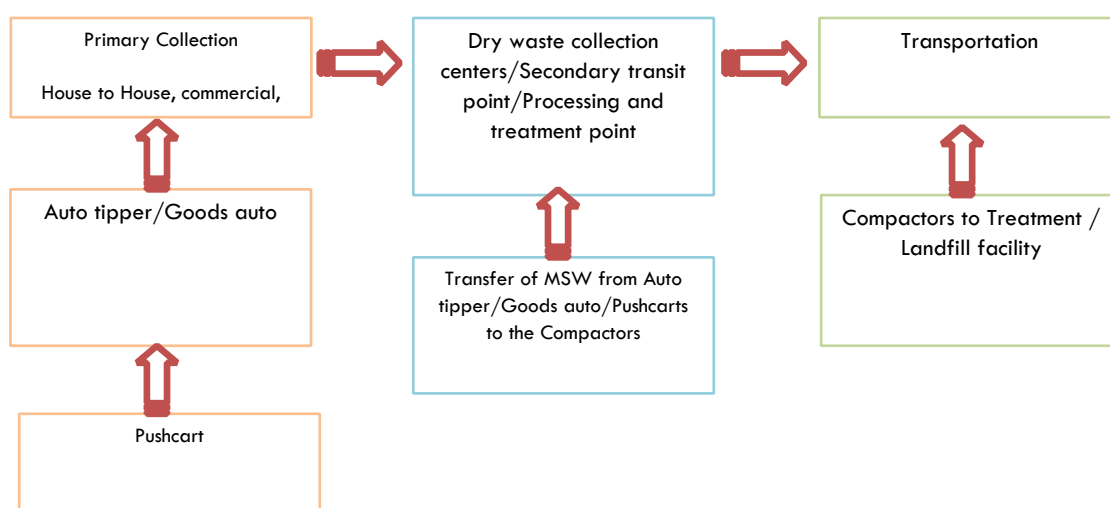 Primary Collection
House to House, commercial,
Dry waste collection
centers/Secondary transit
point/Processing and
treatment point
Transportation
Auto tipper/Goods auto
Transfer of MSW from Auto
tipper/Goods auto/Pushcarts
to the Compactors
Compactors to Treatment /
Landfill facility
Pushcart